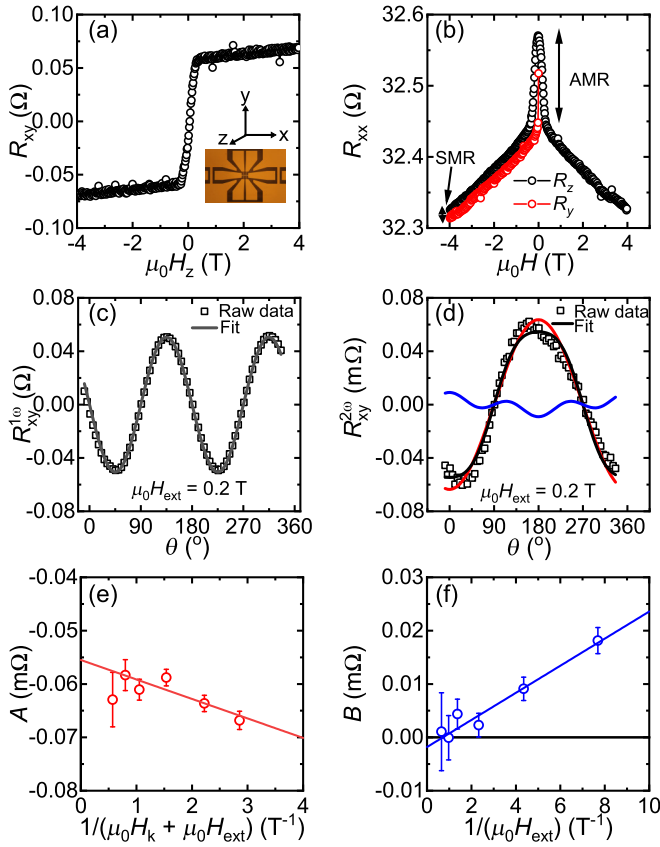 (a)
0.10
0.05
0.00
-0.05
-0.10
R_xy (Ω)
y
z
x
-4 -2 0 2 4
μ₀H_z (T)
(b)
32.6
32.5
32.4
32.3
R_xx (Ω)
AMR
SMR
R_z
R_y
-4 -2 0 2 4
μ₀H (T)
(c)
0.08
0.04
0.00
-0.04
-0.08
R_xy^1ω (Ω)
Raw data
Fit
μ₀H_ext = 0.2 T
0 90 180 270 360
θ (°)
(d)
0.08
0.04
0.00
-0.04
-0.08
R_xy^2ω (mΩ)
Raw data
Fit
μ₀H_ext = 0.2 T
0 90 180 270 360
θ (°)
(e)
-0.04
-0.05
-0.06
-0.07
-0.08
A (mΩ)
0 1 2 3 4
1/(μ₀H_k + μ₀H_ext) (T⁻¹)
(f)
0.03
0.02
0.01
0.00
-0.01
B (mΩ)
0 2 4 6 8 10
1/(μ₀H_ext) (T⁻¹)